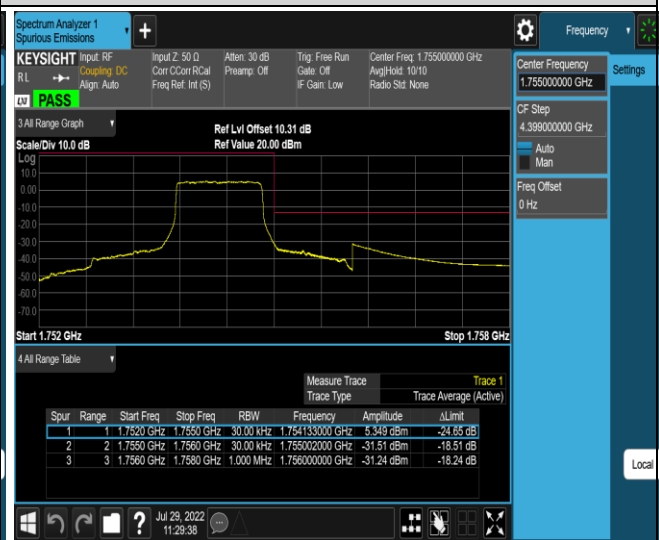 Spectrum Analyzer 1
Spurious Emissions
Frequency
KEYSIGHT Input: RF
R L
Coupling: DC
Align: Auto
Input Z: 50 Ω
Corr CCorr RCal
Freq Ref: Int (S)
Atten: 30 dB
Preamp: Off
Trig: Free Run
Gate: Off
IF Gain: Low
Center Freq: 1.755000000 GHz
Avg|Hold: 10/10
Radio Std: None
LXI PASS
3 All Range Graph
Ref Lvl Offset 10.31 dB
Scale/Div 10.0 dB
Ref Value 20.00 dBm
Log
10.0
0.00
-10.0
-20.0
-30.0
-40.0
-50.0
-60.0
-70.0
Start 1.752 GHz
Stop 1.758 GHz
4 All Range Table
Measure Trace Trace 1
Trace Type Trace Average (Active)
Spur Range Start Freq Stop Freq RBW Frequency Amplitude ΔLimit
1 1 1.7520 GHz 1.7550 GHz 30.00 kHz 1.754133000 GHz 5.349 dBm -24.65 dB
2 2 1.7550 GHz 1.7560 GHz 30.00 kHz 1.755002000 GHz -31.51 dBm -18.51 dB
3 3 1.7560 GHz 1.7580 GHz 1.000 MHz 1.756000000 GHz -31.24 dBm -18.24 dB
Center Frequency
1.755000000 GHz
Settings
CF Step
4.399000000 GHz
Auto
Man
Freq Offset
0 Hz
Local
?
Jul 29, 2022
11:29:38